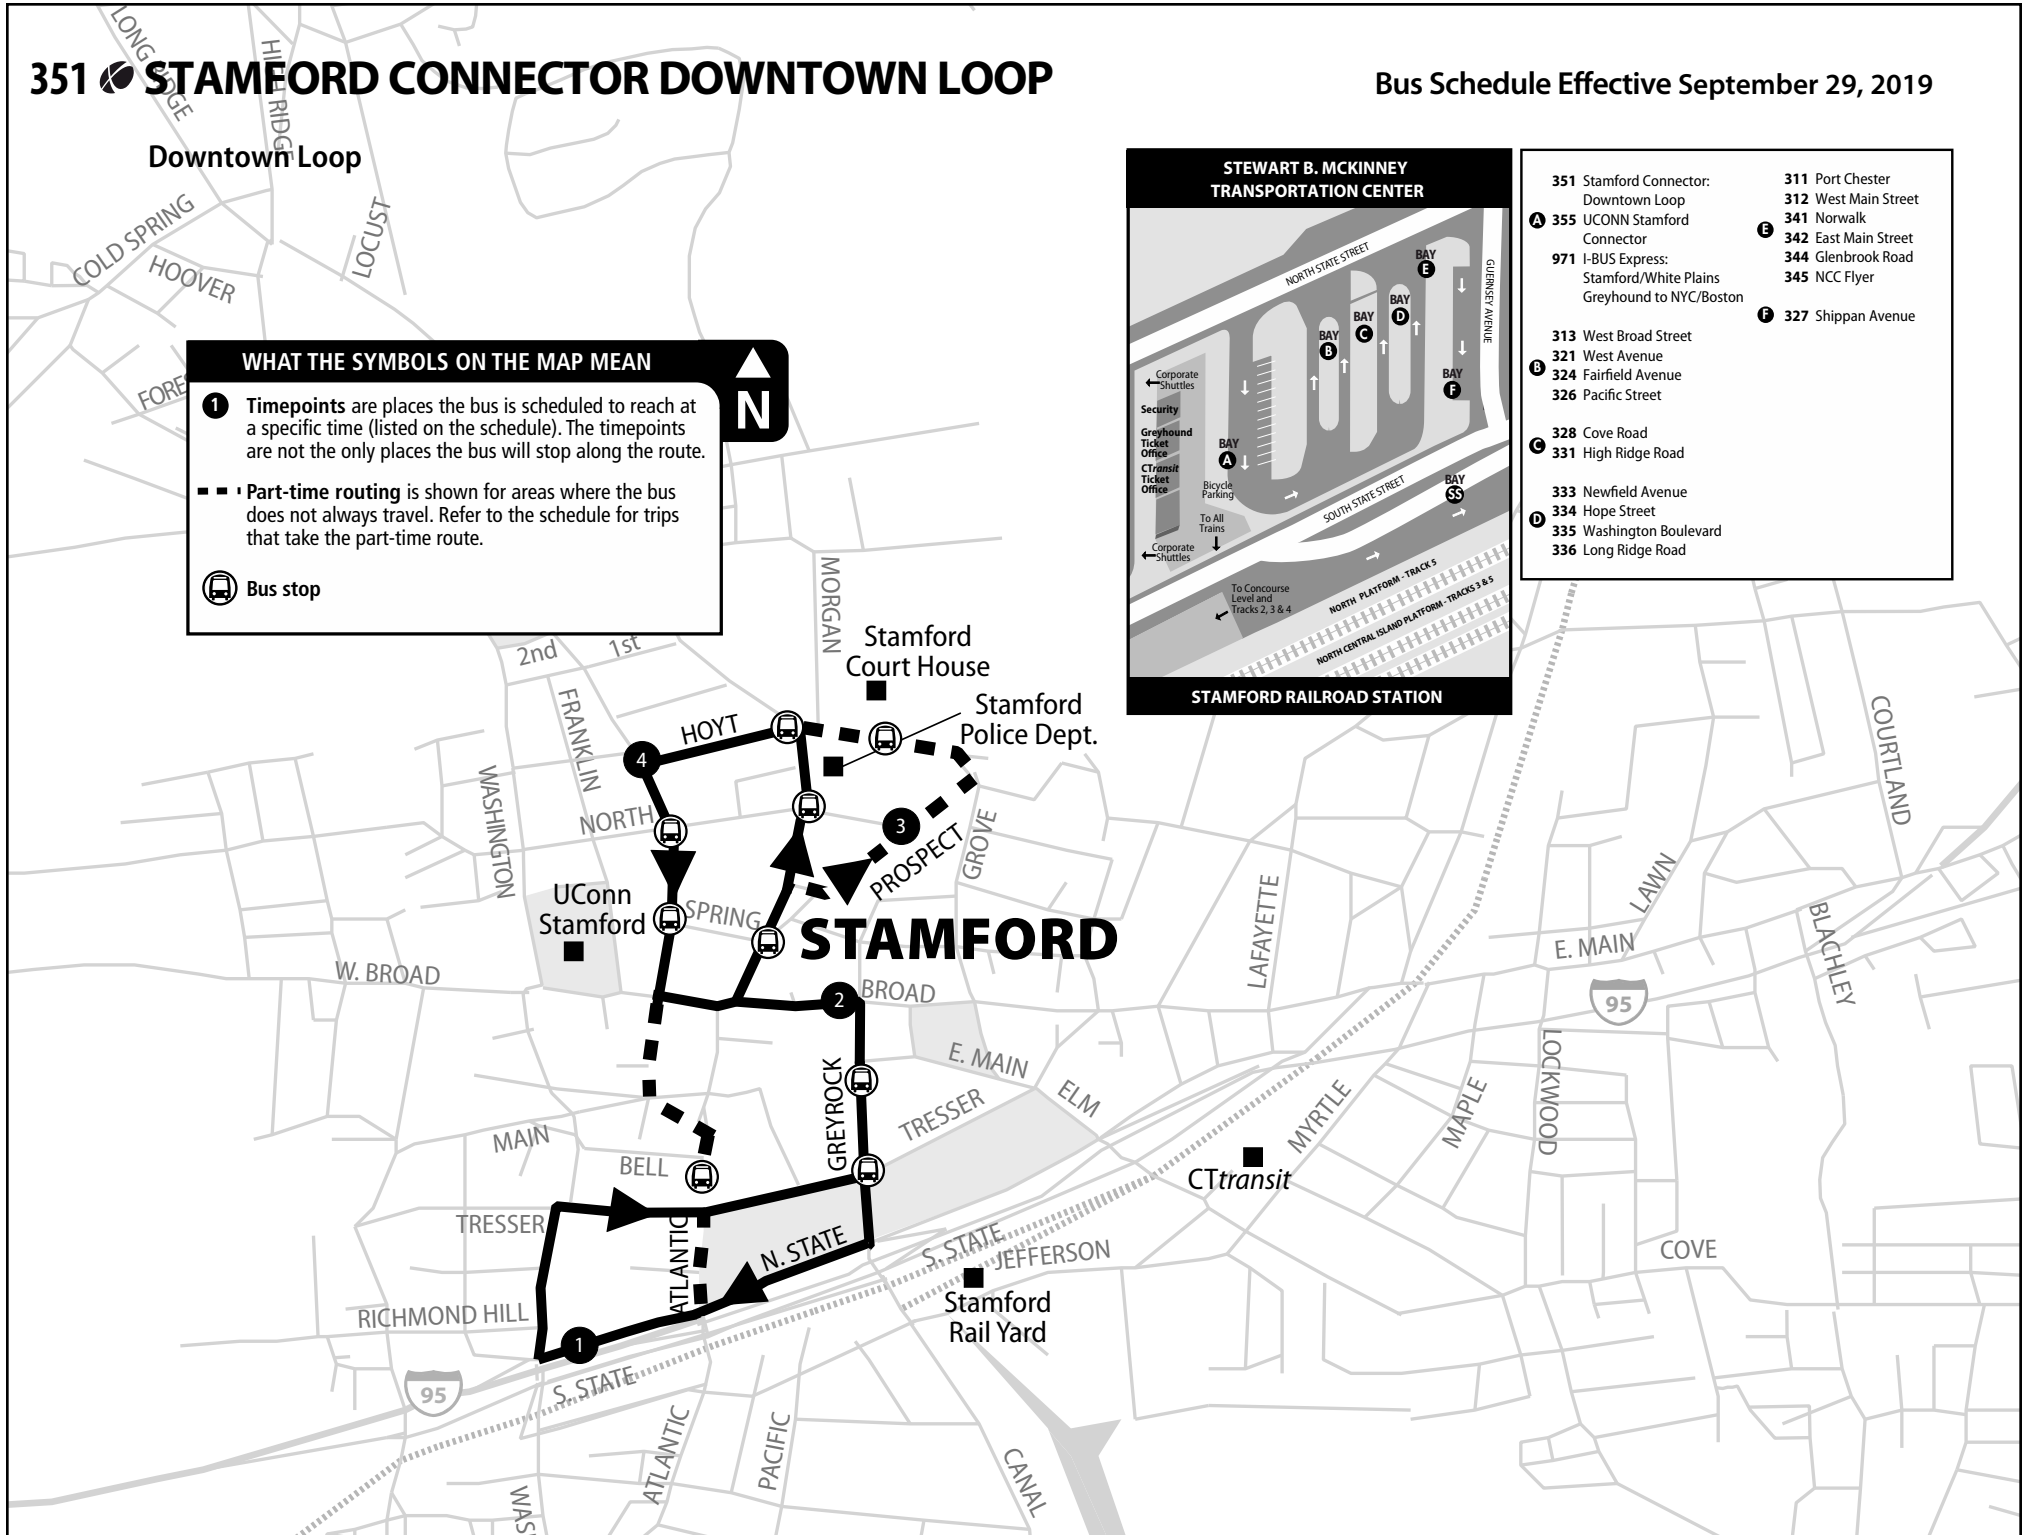 351 STAMFORD CONNECTOR DOWNTOWN LOOP
Bus Schedule Effective September 29, 2019
Downtown Loop
LONG RIDGE
HIGH RIDGE
COLD SPRING
HOOVER
LOCUST
WHAT THE SYMBOLS ON THE MAP MEAN
N
1 Timepoints are places the bus is scheduled to reach at
a specific time (listed on the schedule). The timepoints
are not the only places the bus will stop along the route.
Part-time routing is shown for areas where the bus
does not always travel. Refer to the schedule for trips
that take the part-time route.
Bus stop
STEWART B. MCKINNEY
TRANSPORTATION CENTER
NORTH STATE STREET
GUERNSEY AVENUE
BAY
E
BAY
D
BAY
C
BAY
B
BAY
F
BAY
A
BAY
SS
Corporate
Shuttles
Security
Greyhound
Ticket
Office
CTransit
Ticket
Office
Bicycle
Parking
To All
Trains
Corporate
Shuttles
SOUTH STATE STREET
To Concourse
Level and
Tracks 2, 3 & 4
NORTH PLATFORM - TRACK 5
NORTH CENTRAL ISLAND PLATFORM - TRACKS 3 & 5
STAMFORD RAILROAD STATION
351 Stamford Connector:
Downtown Loop
A 355 UCONN Stamford
Connector
971 I-BUS Express:
Stamford/White Plains
Greyhound to NYC/Boston
313 West Broad Street
321 West Avenue
B 324 Fairfield Avenue
326 Pacific Street
328 Cove Road
C 331 High Ridge Road
333 Newfield Avenue
334 Hope Street
D 335 Washington Boulevard
336 Long Ridge Road
311 Port Chester
312 West Main Street
341 Norwalk
E 342 East Main Street
344 Glenbrook Road
345 NCC Flyer
F 327 Shippan Avenue
2nd
1st
MORGAN
Stamford
Court House
Stamford
Police Dept.
HOYT
4
FRANKLIN
WASHINGTON
NORTH
3
PROSPECT
GROVE
COURTLAND
UConn
Stamford
SPRING
STAMFORD
LAFAYETTE
LAWN
BLACHLEY
W. BROAD
2
BROAD
E. MAIN
95
E. MAIN
LOCKWOOD
GREYROCK
TRESSER
ELM
MYRTLE
MAPLE
MAIN
BELL
CTtransit
TRESSER
ATLANTIC
N. STATE
S. STATE
JEFFERSON
COVE
Stamford
Rail Yard
RICHMOND HILL
1
95
S. STATE
ATLANTIC
PACIFIC
CANAL